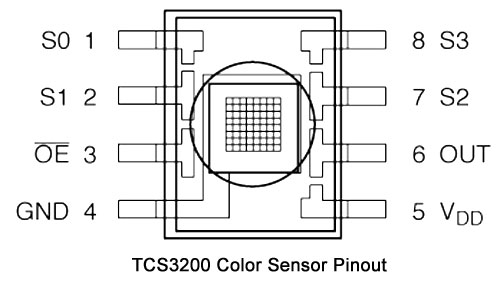 S0 1 8 S3
S1 2 7 S2
O̅E̅ 3 6 OUT
GND 4 5 VDD
TCS3200 Color Sensor Pinout